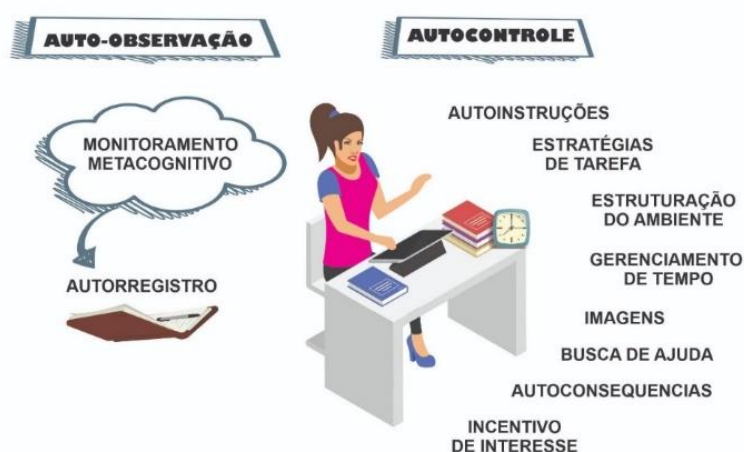 AUTO-OBSERVAÇÃO
MONITORAMENTO
METACOGNITIVO
AUTORREGISTRO
AUTOCONTROLE
AUTOINSTRUÇÕES
ESTRATÉGIAS
DE TAREFA
ESTRUTURAÇÃO
DO AMBIENTE
GERENCIAMENTO
DE TEMPO
IMAGENS
BUSCA DE AJUDA
AUTOCONSEQUENCIAS
INCENTIVO
DE INTERESSE